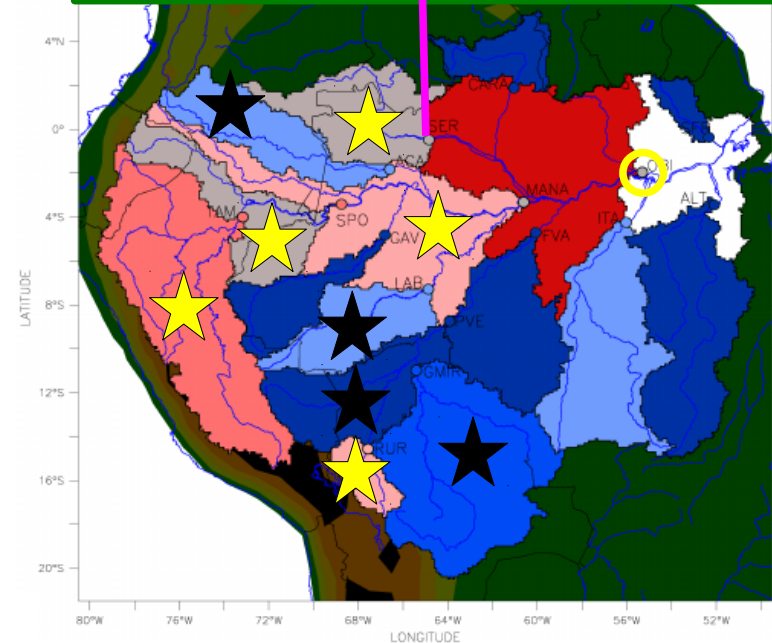 4°N
CARA
0°
SER
ACA
OBI
MANA
ALT
4°S
TAM
SPO
ITA
GAV
FVA
LATITUDE
8°S
LAB
PVE
12°S
GMIR
RUR
16°S
20°S
80°W 76°W 72°W 68°W 64°W 60°W 56°W 52°W
LONGITUDE